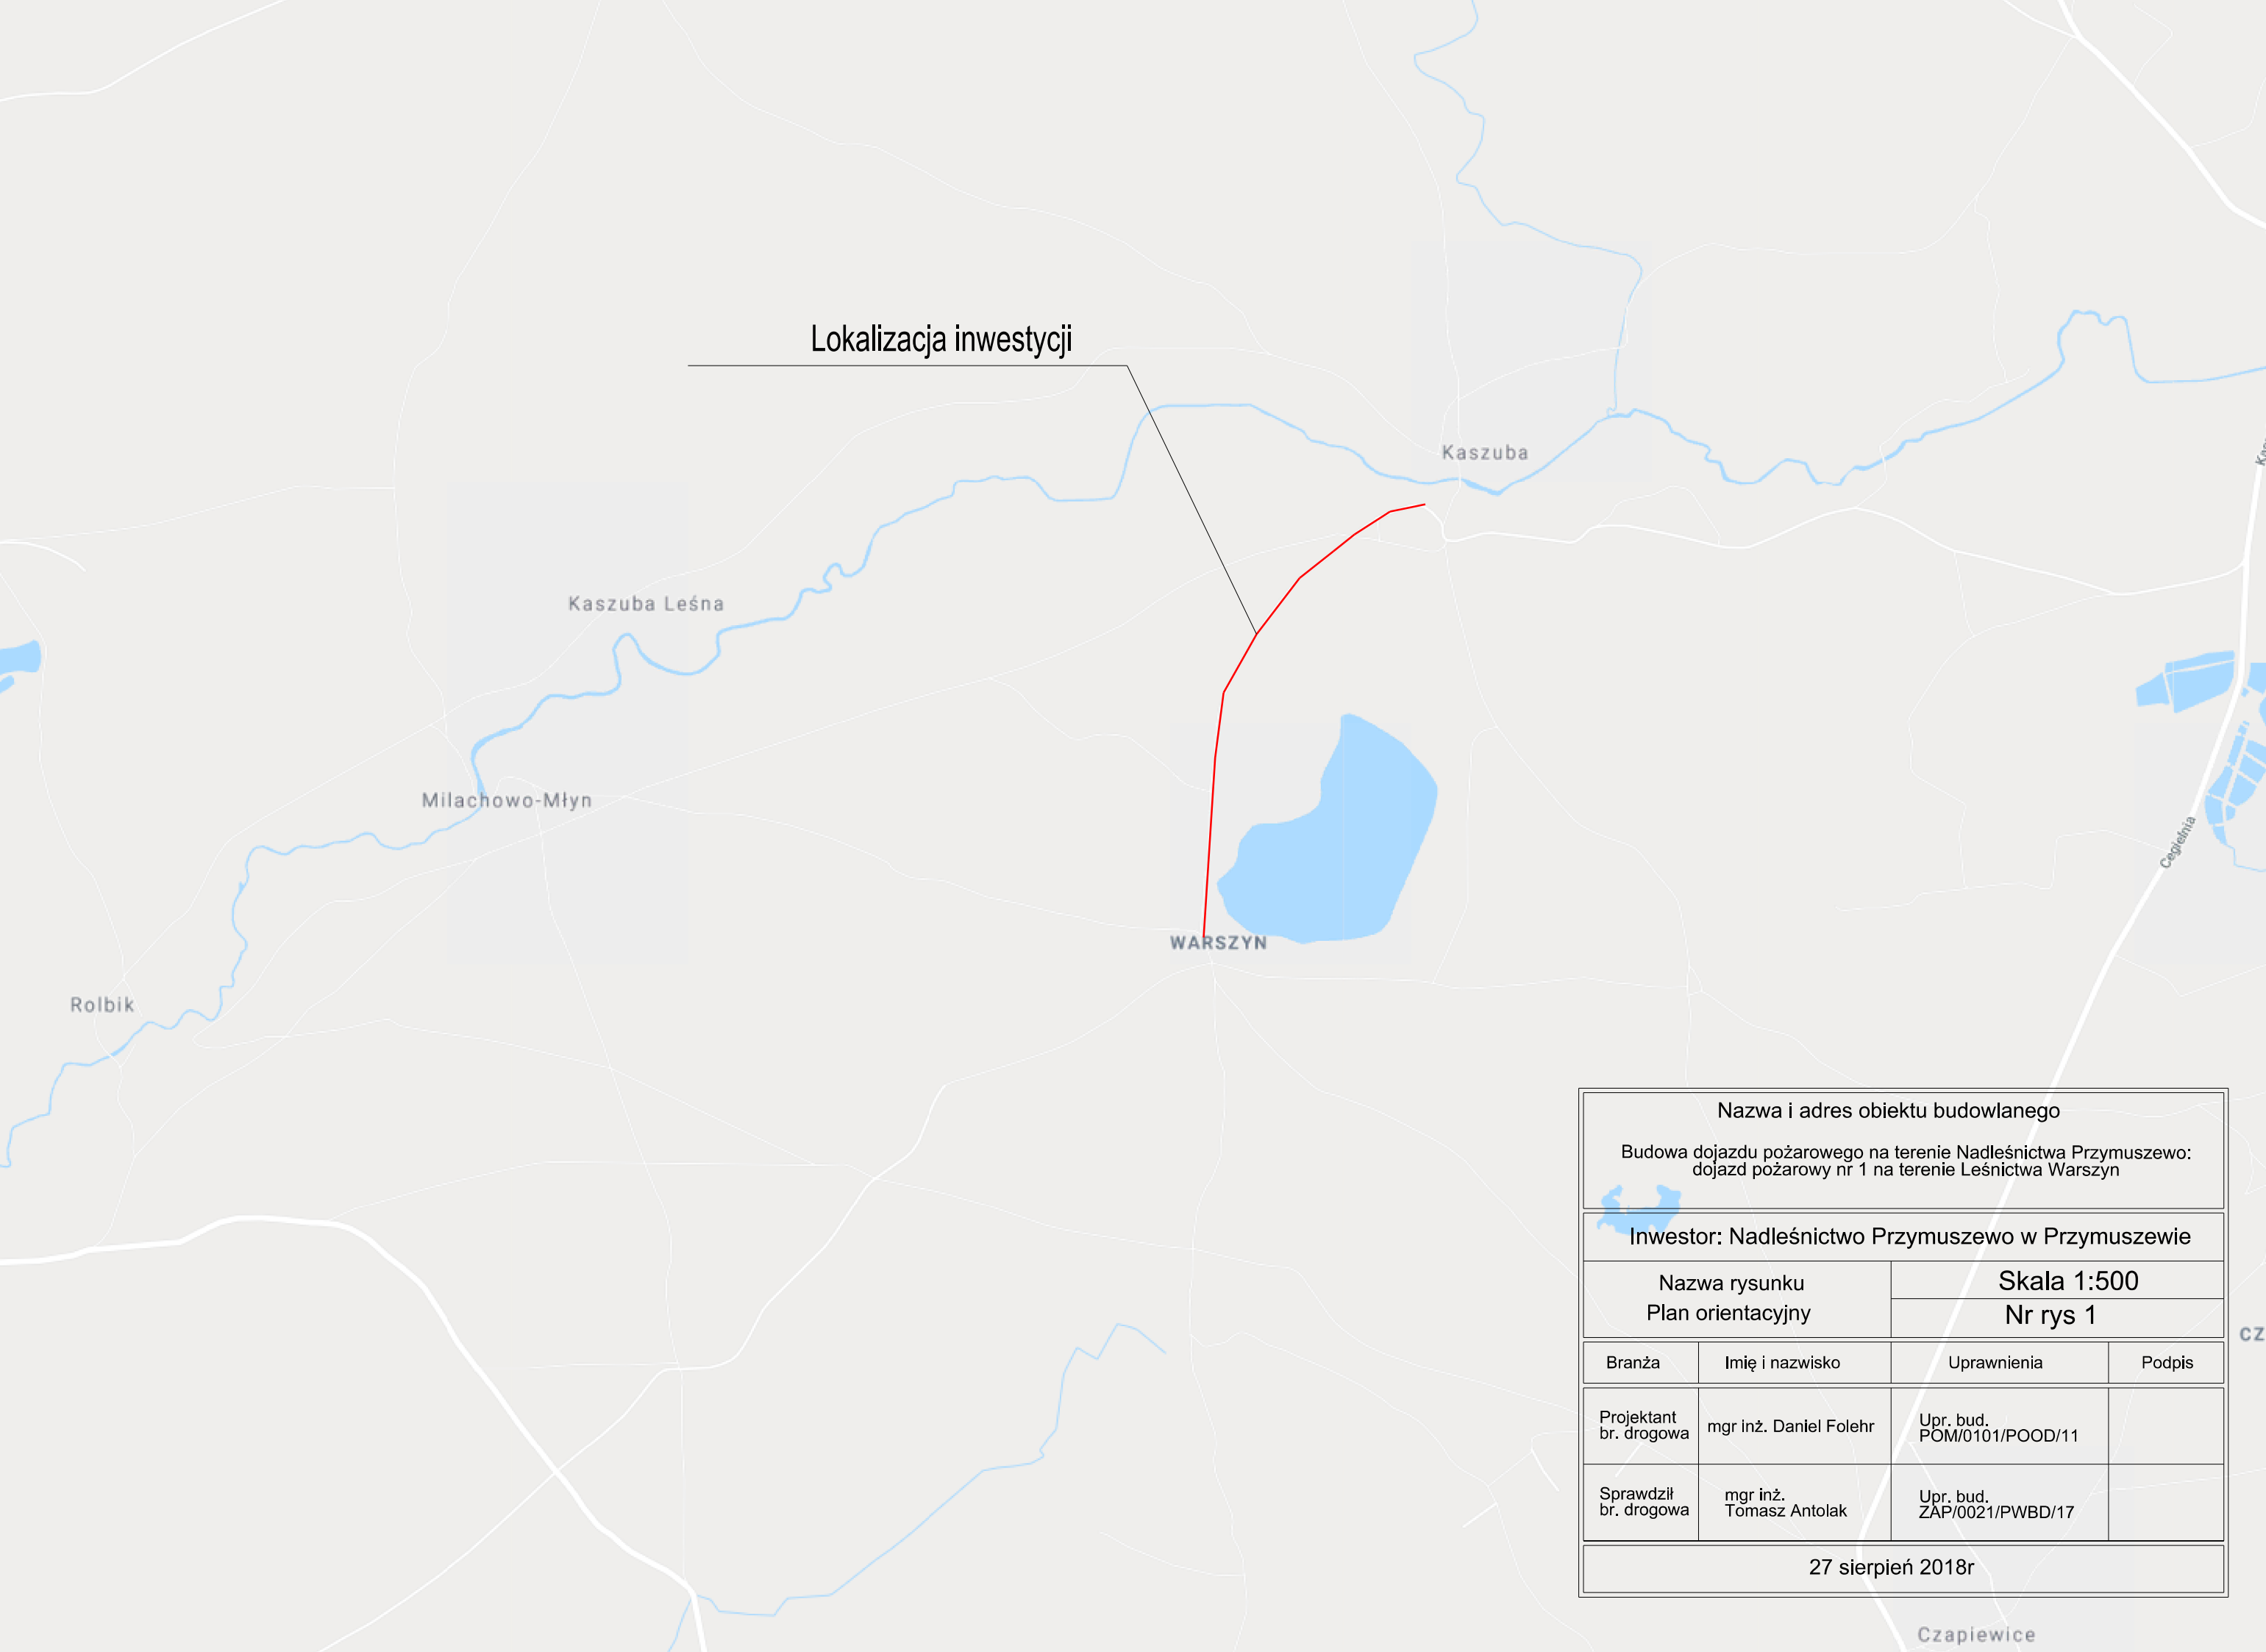 Lokalizacja inwestycji
Kaszuba
Kaszuba Leśna
Milachowo-Młyn
Cegielnia
WARSZYN
Rolbik
Nazwa i adres obiektu budowlanego
Budowa dojazdu pożarowego na terenie Nadleśnictwa Przymuszewo:
dojazd pożarowy nr 1 na terenie Leśnictwa Warszyn
Inwestor: Nadleśnictwo Przymuszewo w Przymuszewie
Nazwa rysunku
Plan orientacyjny
Skala 1:500
Nr rys 1
CZ
Branża
Imię i nazwisko
Uprawnienia
Podpis
Projektant
br. drogowa
mgr inż. Daniel Folehr
Upr. bud.
POM/0101/POOD/11
Sprawdził
br. drogowa
mgr inż.
Tomasz Antolak
Upr. bud.
ZAP/0021/PWBD/17
27 sierpień 2018r
Czapiewice